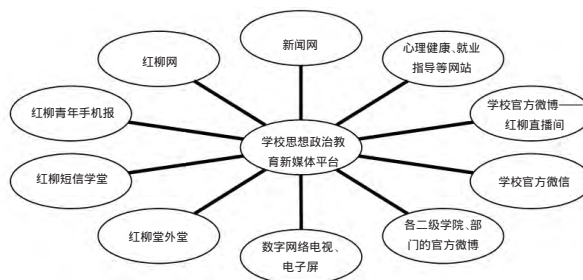 新闻网
红柳网
心理健康、就业
指导等网站
红柳青年手机报
学校官方微博——
红柳直播间
学校思想政治教
育新媒体平台
红柳短信学堂
学校官方微信
红柳堂外堂
各二级学院、部
门的官方微博
数字网络电视、
电子屏